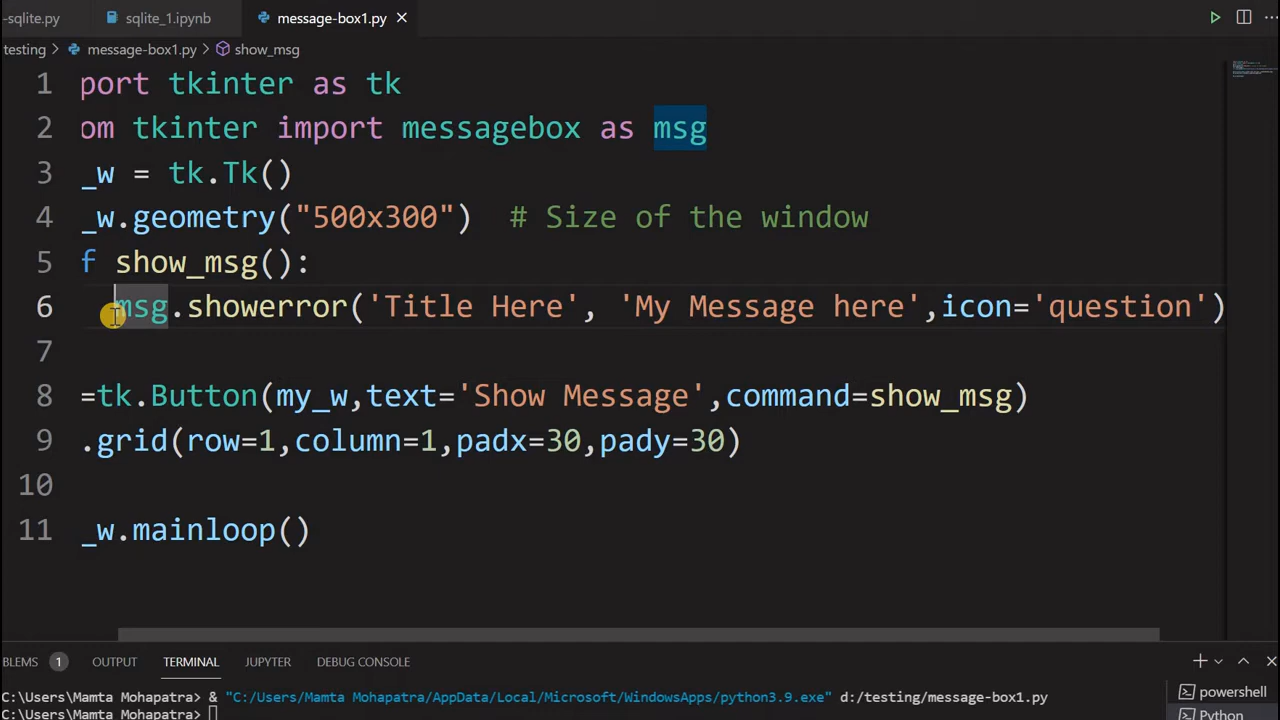 -sqlite.py sqlite_1.ipynb message-box1.py
testing > message-box1.py > show_msg
1 port tkinter as tk
2 om tkinter import messagebox as msg
3 _w = tk.Tk()
4 _w.geometry("500x300")  # Size of the window
5 f show_msg():
6 msg.showerror('Title Here', 'My Message here',icon='question')
7
8 =tk.Button(my_w,text='Show Message',command=show_msg)
9 .grid(row=1,column=1,padx=30,pady=30)
10
11 _w.mainloop()
BLEMS 1 OUTPUT TERMINAL JUPYTER DEBUG CONSOLE
C:\Users\Mamta Mohapatra> & "C:/Users/Mamta Mohapatra/AppData/Local/Microsoft/WindowsApps/python3.9.exe" d:/testing/message-box1.py
powershell
C:\Users\Mamta Mohapatra>
Python